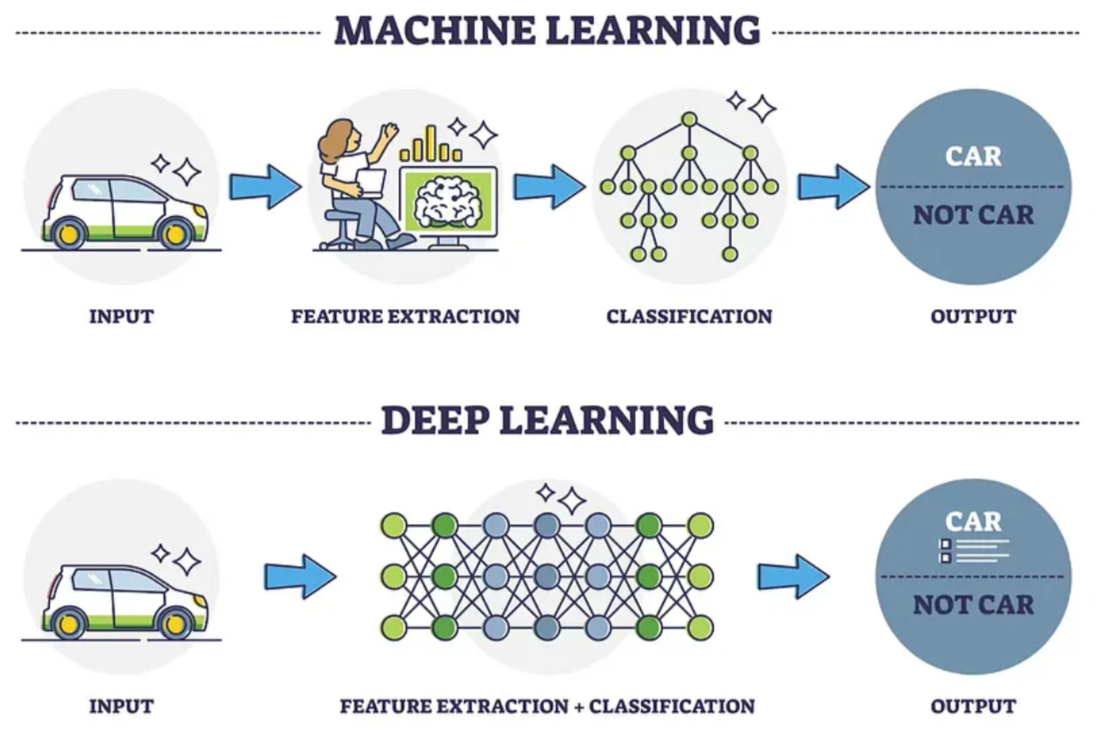 MACHINE LEARNING
CAR
NOT CAR
INPUT
FEATURE EXTRACTION
CLASSIFICATION
OUTPUT
DEEP LEARNING
CAR
NOT CAR
INPUT
FEATURE EXTRACTION + CLASSIFICATION
OUTPUT